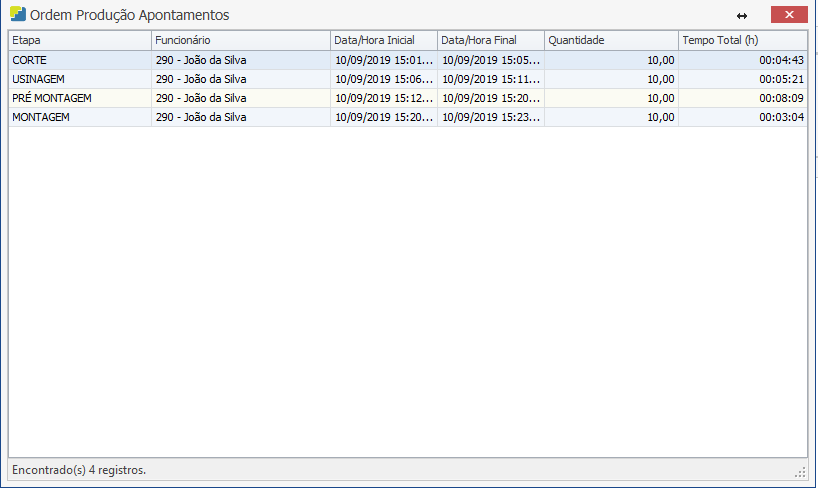 Ordem Produção Apontamentos
Etapa Funcionário Data/Hora Inicial Data/Hora Final Quantidade Tempo Total (h)
CORTE 290 - João da Silva 10/09/2019 15:01... 10/09/2019 15:05... 10,00 00:04:43
USINAGEM 290 - João da Silva 10/09/2019 15:06... 10/09/2019 15:11... 10,00 00:05:21
PRÉ MONTAGEM 290 - João da Silva 10/09/2019 15:12... 10/09/2019 15:20... 10,00 00:08:09
MONTAGEM 290 - João da Silva 10/09/2019 15:20... 10/09/2019 15:23... 10,00 00:03:04
Encontrado(s) 4 registros.